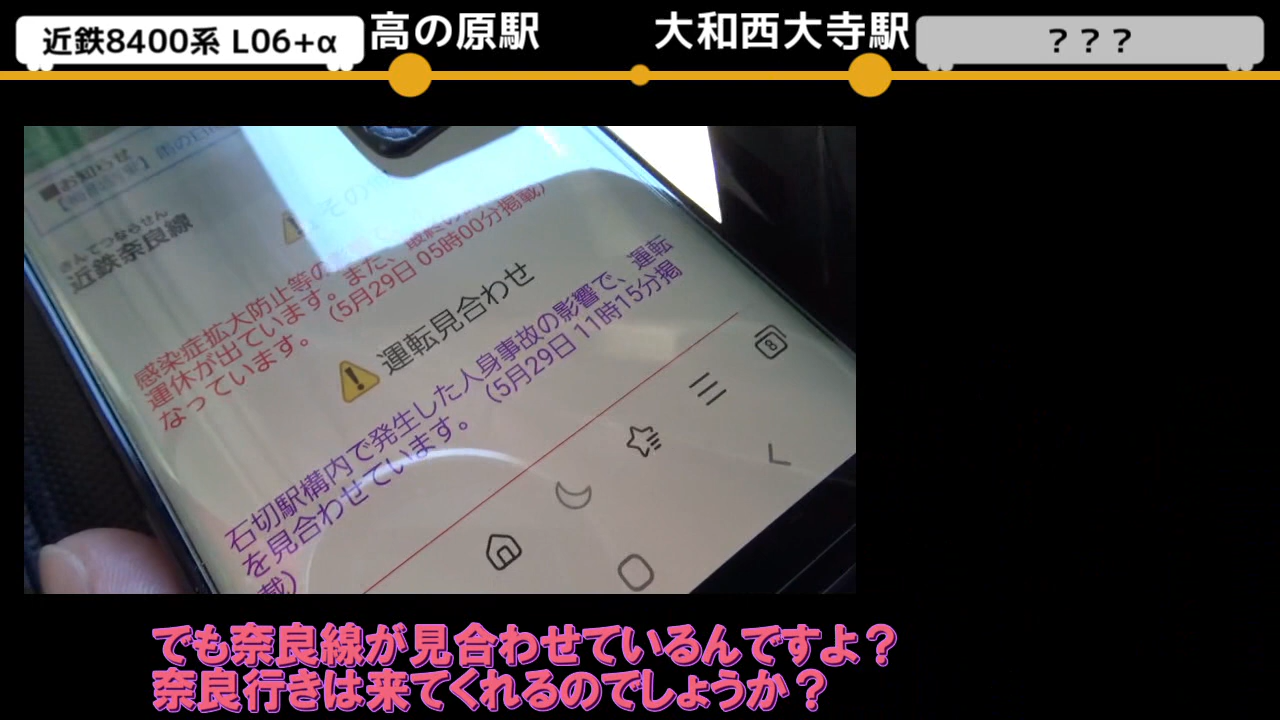 近鉄8400系 L06+α
高の原駅
大和西大寺駅
???
■お知らせ
きんてつならせん
近鉄奈良線
感染症拡大防止等の
運休が出ています。また、最終の
なっています。 (5月29日 05時00分掲載)
運転見合わせ
石切駅構内で発生した人身事故の影響で、運転
を見合わせています。 (5月29日 11時15分掲
載)
8
でも奈良線が見合わせているんですよ?
奈良行きは来てくれるのでしょうか?